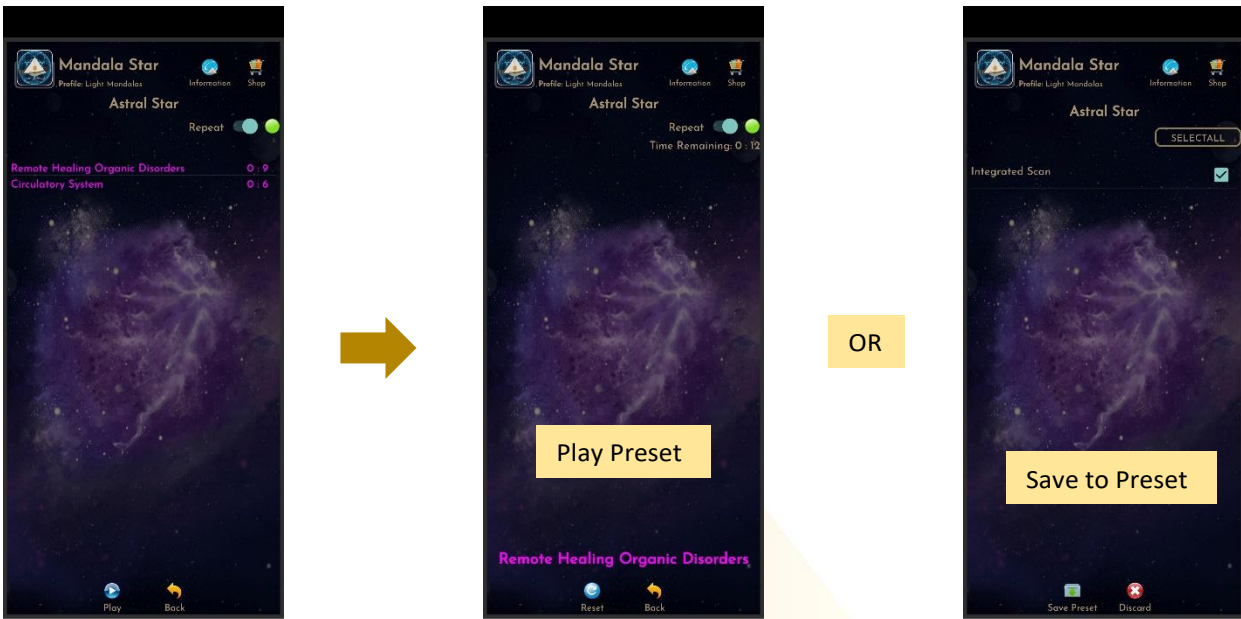 Mandala Star
Profile: Light Mandalas
Information
Shop
Astral Star
Repeat
Remote Healing Organic Disorders 0 : 9
Circulatory System 0 : 6
Play
Back
Mandala Star
Profile: Light Mandalas
Information
Shop
Astral Star
Repeat
Time Remaining: 0 : 12
Play Preset
Remote Healing Organic Disorders
Reset
Back
OR
Mandala Star
Profile: Light Mandalas
Information
Shop
Astral Star
SELECTALL
Integrated Scan
Save to Preset
Save Preset
Discard